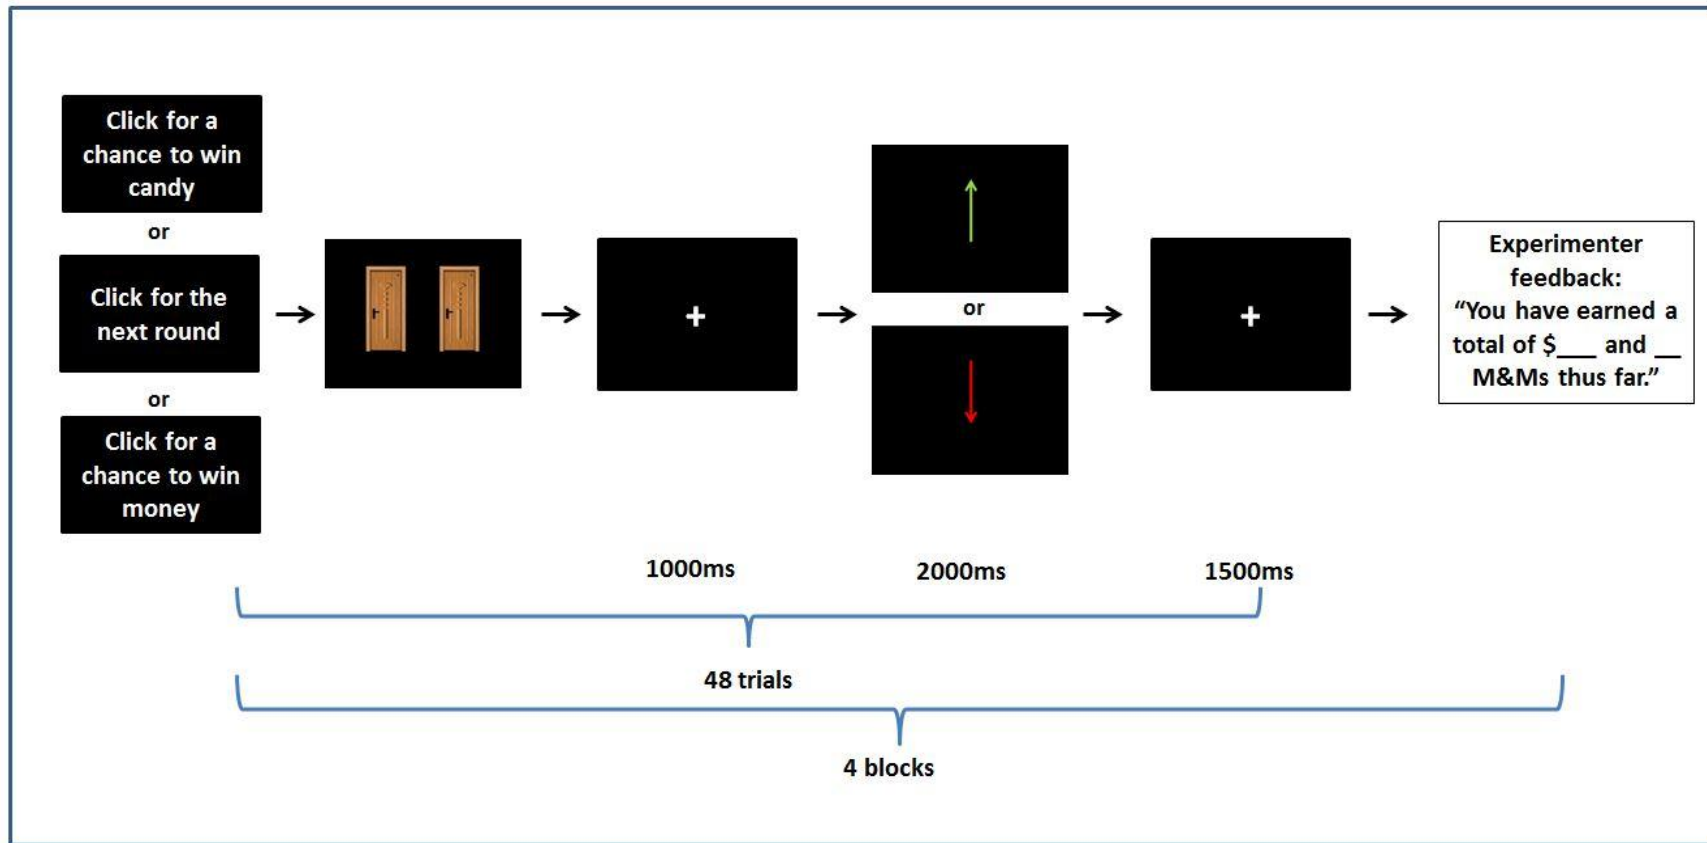 Click for a
chance to win
candy
or
Click for the
next round
or
Click for a
chance to win
money
+
or
+
Experimenter
feedback:
“You have earned a
total of $___ and __
M&Ms thus far.”
1000ms
2000ms
1500ms
48 trials
4 blocks